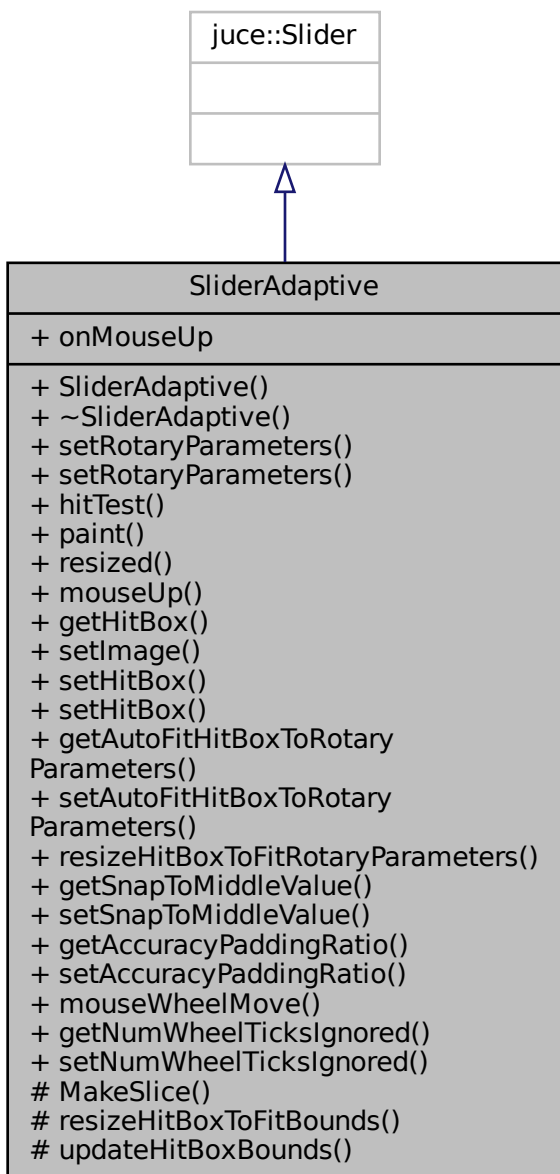 juce::Slider
SliderAdaptive
+ onMouseUp
+ SliderAdaptive()
+ ~SliderAdaptive()
+ setRotaryParameters()
+ setRotaryParameters()
+ hitTest()
+ paint()
+ resized()
+ mouseUp()
+ getHitBox()
+ setImage()
+ setHitBox()
+ setHitBox()
+ getAutoFitHitBoxToRotary
Parameters()
+ setAutoFitHitBoxToRotary
Parameters()
+ resizeHitBoxToFitRotaryParameters()
+ getSnapToMiddleValue()
+ setSnapToMiddleValue()
+ getAccuracyPaddingRatio()
+ setAccuracyPaddingRatio()
+ mouseWheelMove()
+ getNumWheelTicksIgnored()
+ setNumWheelTicksIgnored()
# MakeSlice()
# resizeHitBoxToFitBounds()
# updateHitBoxBounds()